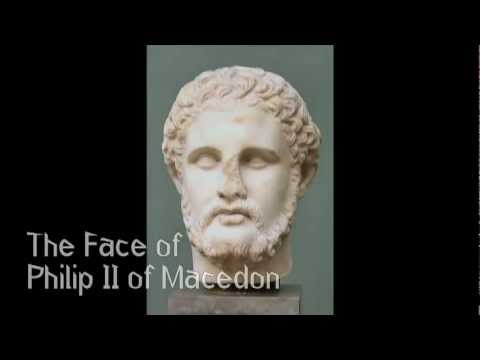 The Face of
Philip II of Macedon